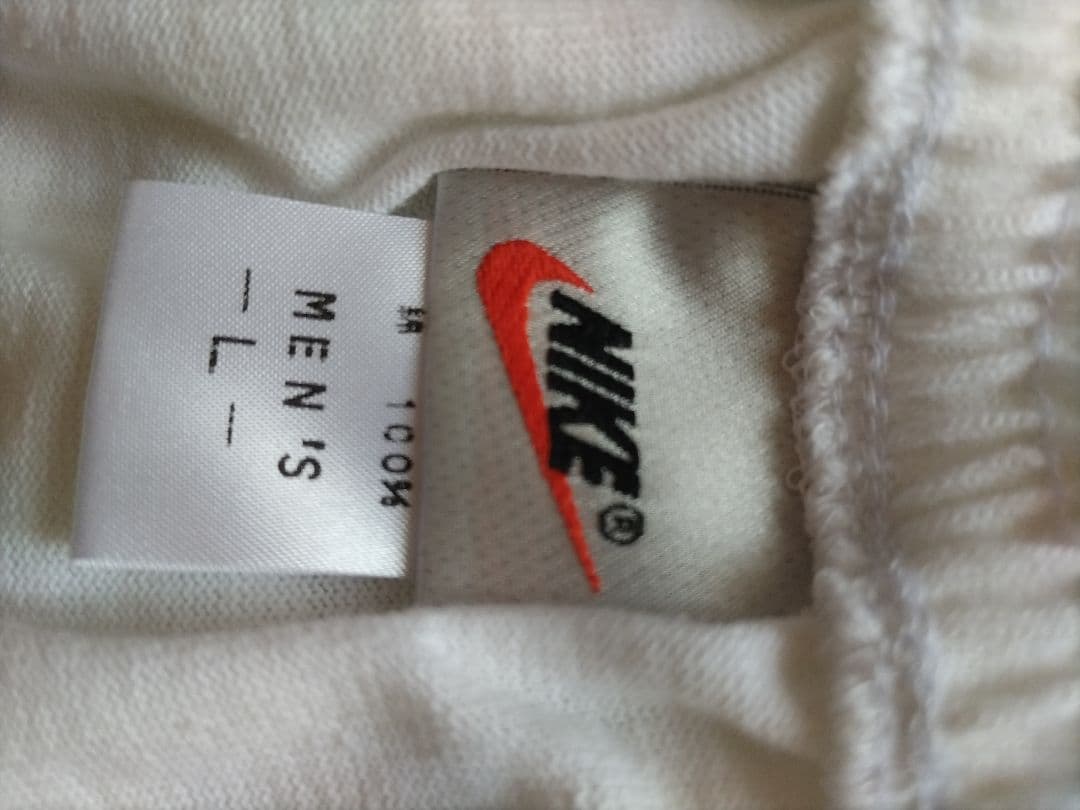 NIKE®
100%
MEN'S
— L —